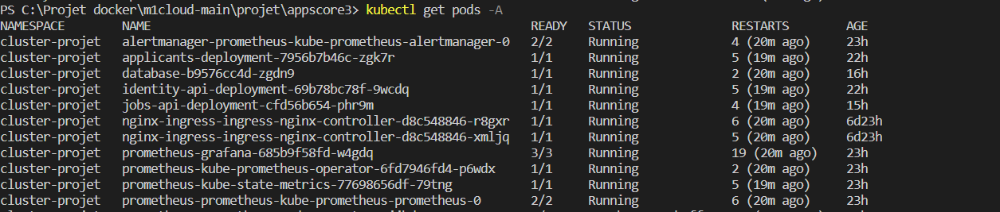 PS C:\Projet docker\m1cloud-main\projet\appscore3> kubectl get pods -A
NAMESPACE NAME READY STATUS RESTARTS AGE
cluster-projet alertmanager-prometheus-kube-prometheus-alertmanager-0 2/2 Running 4 (20m ago) 23h
cluster-projet applicants-deployment-7956b7b46c-zgk7r 1/1 Running 5 (19m ago) 22h
cluster-projet database-b9576cc4d-zgdn9 1/1 Running 2 (20m ago) 16h
cluster-projet identity-api-deployment-69b78bc78f-9wcdq 1/1 Running 5 (19m ago) 22h
cluster-projet jobs-api-deployment-cfd56b654-phr9m 1/1 Running 4 (19m ago) 15h
cluster-projet nginx-ingress-ingress-nginx-controller-d8c548846-r8gxr 1/1 Running 6 (20m ago) 6d23h
cluster-projet nginx-ingress-ingress-nginx-controller-d8c548846-xmljq 1/1 Running 5 (20m ago) 6d23h
cluster-projet prometheus-grafana-685b9f58fd-w4gdq 3/3 Running 19 (20m ago) 23h
cluster-projet prometheus-kube-prometheus-operator-6fd7946fd4-p6wdx 1/1 Running 2 (20m ago) 23h
cluster-projet prometheus-kube-state-metrics-77698656df-79tng 1/1 Running 5 (19m ago) 23h
cluster-projet prometheus-prometheus-kube-prometheus-prometheus-0 2/2 Running 6 (20m ago) 23h